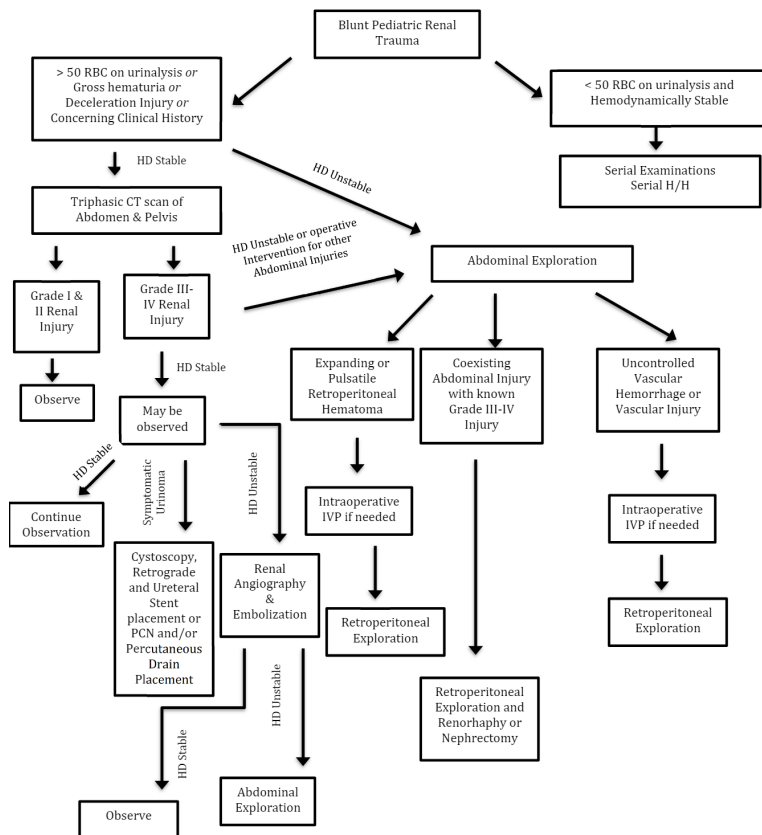 Blunt Pediatric Renal
Trauma
> 50 RBC on urinalysis or
Gross hematuria or
Deceleration Injury or
Concerning Clinical History
< 50 RBC on urinalysis and
Hemodynamically Stable
HD Stable
HD Unstable
Serial Examinations
Serial H/H
Triphasic CT scan of
Abdomen & Pelvis
HD Unstable or operative
Intervention for other
Abdominal Injuries
Abdominal Exploration
Grade I &
II Renal
Injury
Grade III-
IV Renal
Injury
HD Stable
Observe
May be
observed
Expanding or
Pulsatile
Retroperitoneal
Hematoma
Coexisting
Abdominal Injury
with known
Grade III-IV
Injury
Uncontrolled
Vascular
Hemorrhage or
Vascular Injury
HD Stable
Symptomatic
Urinoma
HD Unstable
Continue
Observation
Intraoperative
IVP if needed
Intraoperative
IVP if needed
Cystoscopy,
Retrograde
and Ureteral
Stent
placement or
PCN and/or
Percutaneous
Drain
Placement
Renal
Angiography
&
Embolization
Retroperitoneal
Exploration
Retroperitoneal
Exploration
HD Stable
HD Unstable
Retroperitoneal
Exploration and
Renorhaphy or
Nephrectomy
Observe
Abdominal
Exploration